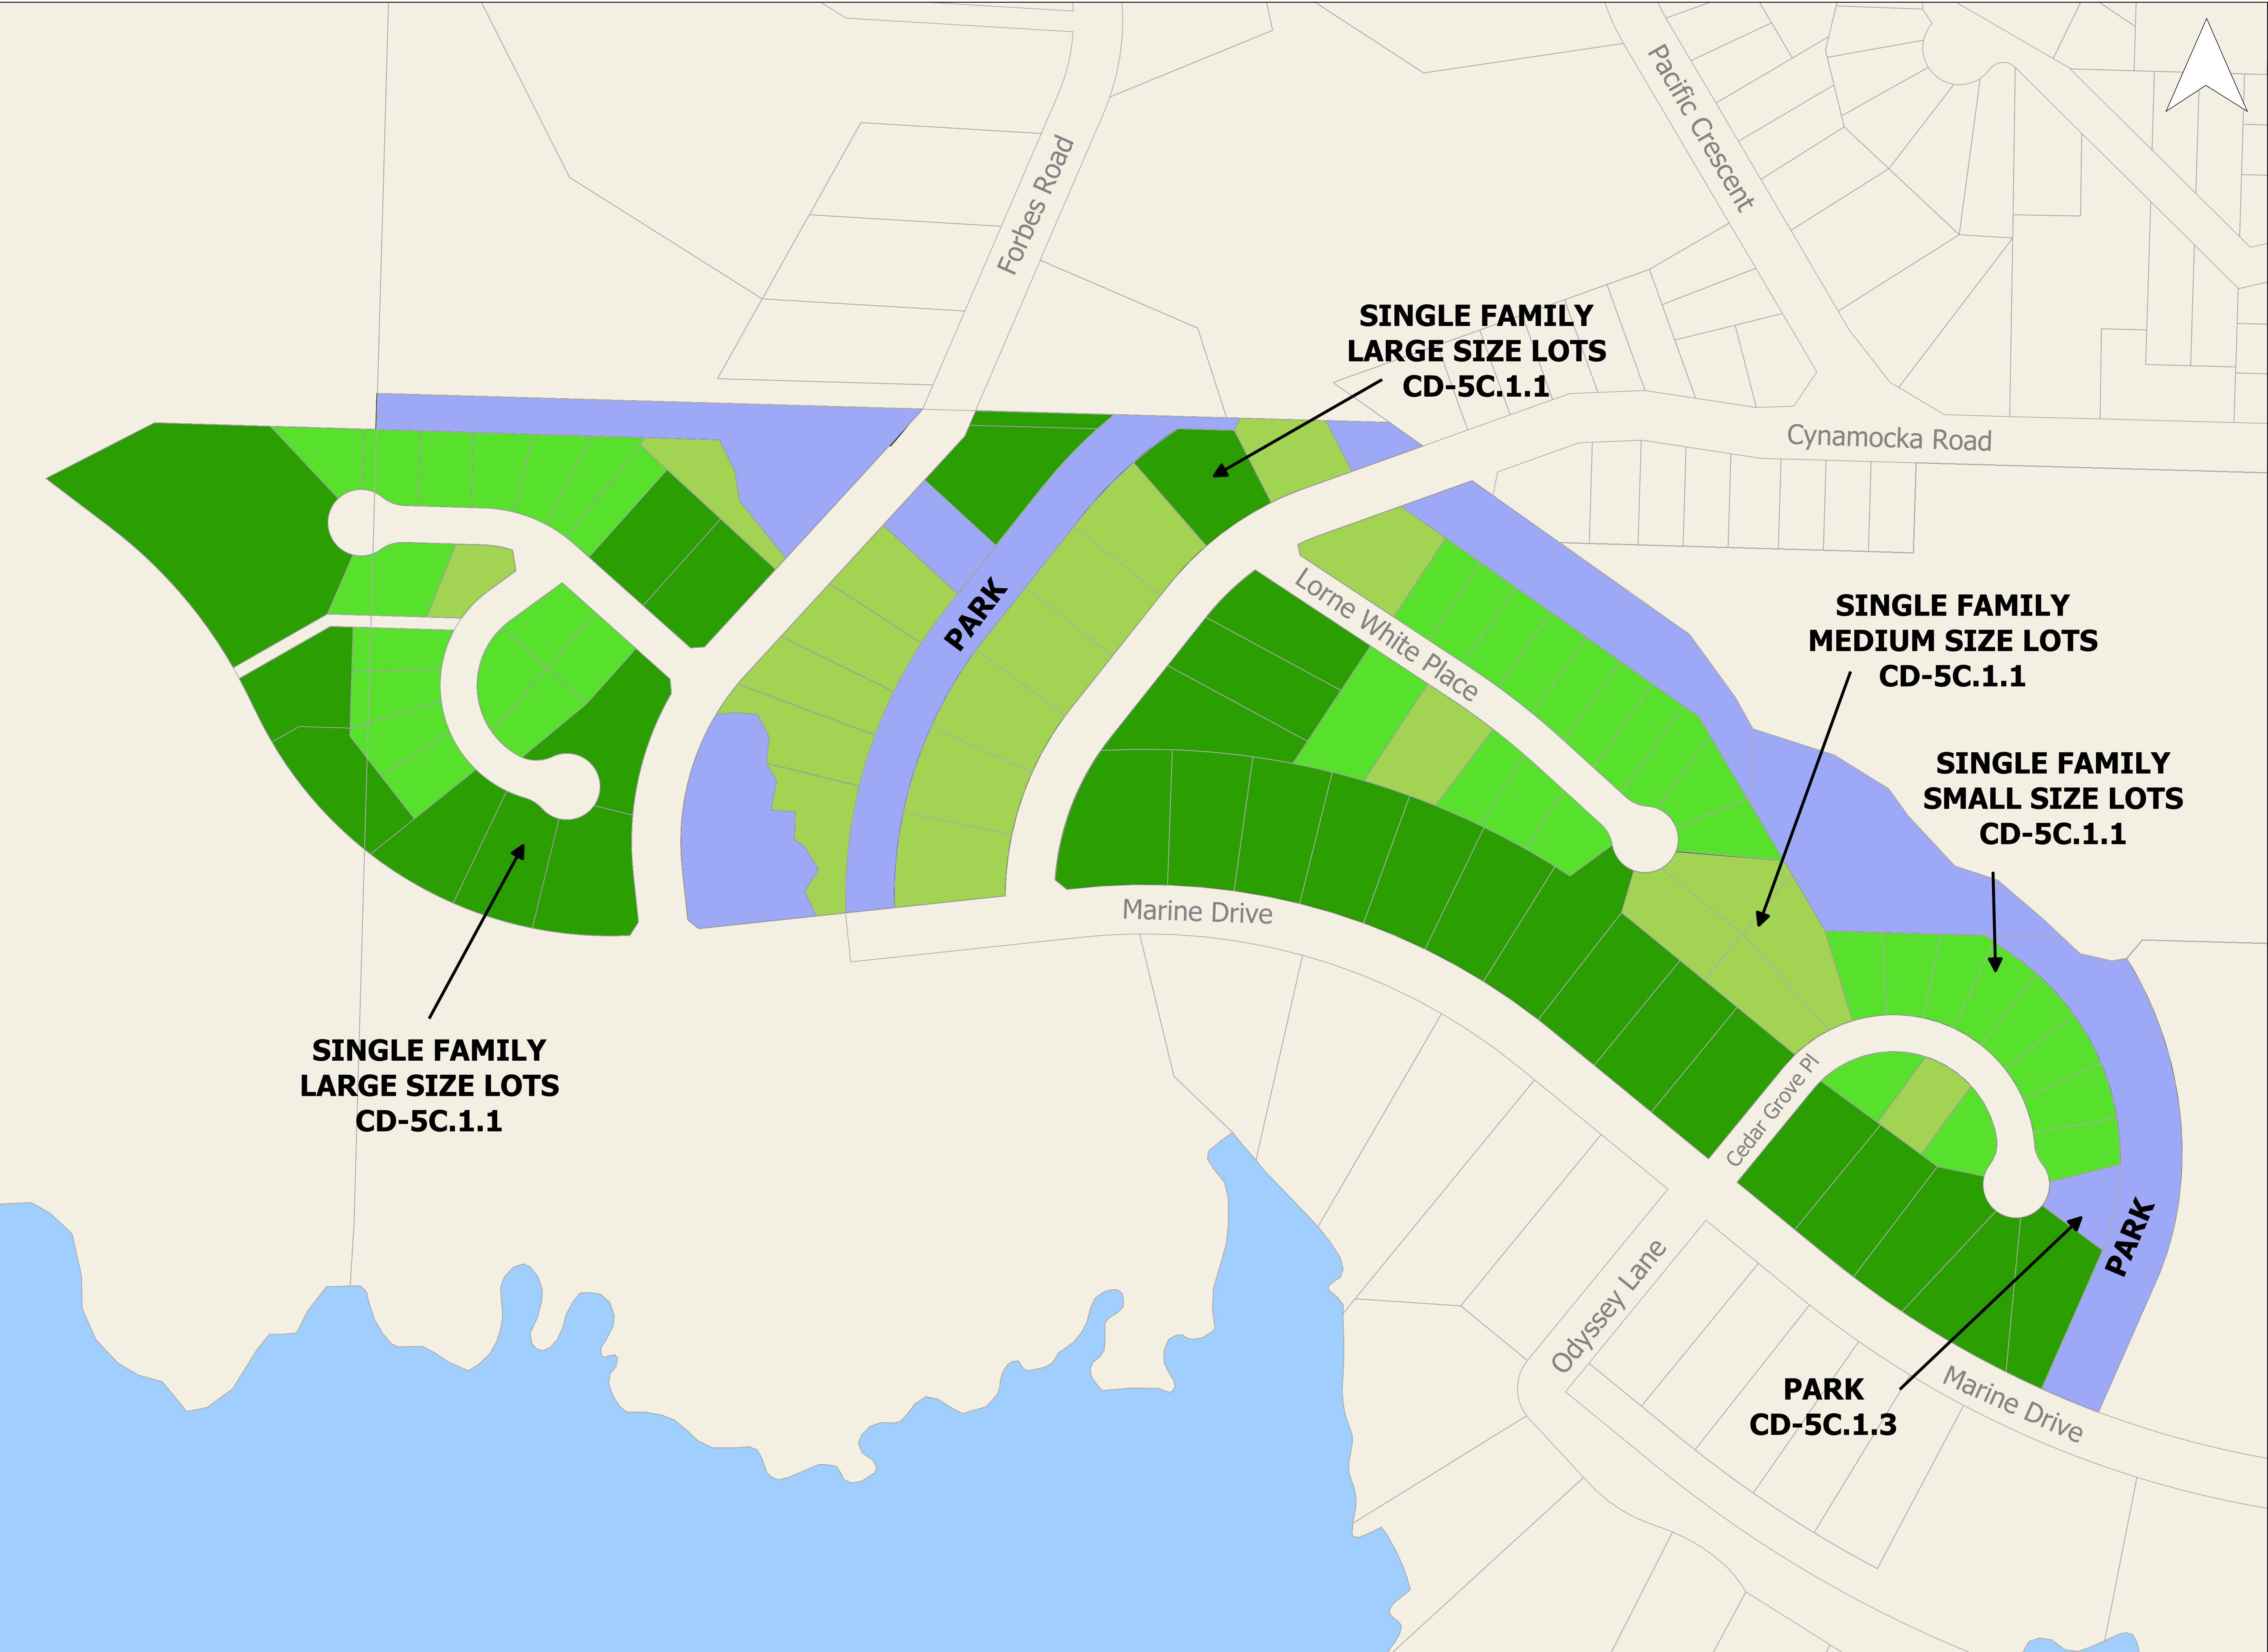 Pacific Crescent
Forbes Road
SINGLE FAMILY
LARGE SIZE LOTS
CD-5C.1.1
Cynamocka Road
PARK
Lorne White Place
SINGLE FAMILY
MEDIUM SIZE LOTS
CD-5C.1.1
SINGLE FAMILY
SMALL SIZE LOTS
CD-5C.1.1
Marine Drive
SINGLE FAMILY
LARGE SIZE LOTS
CD-5C.1.1
Cedar Grove Pl
PARK
Odyssey Lane
PARK
CD-5C.1.3
Marine Drive